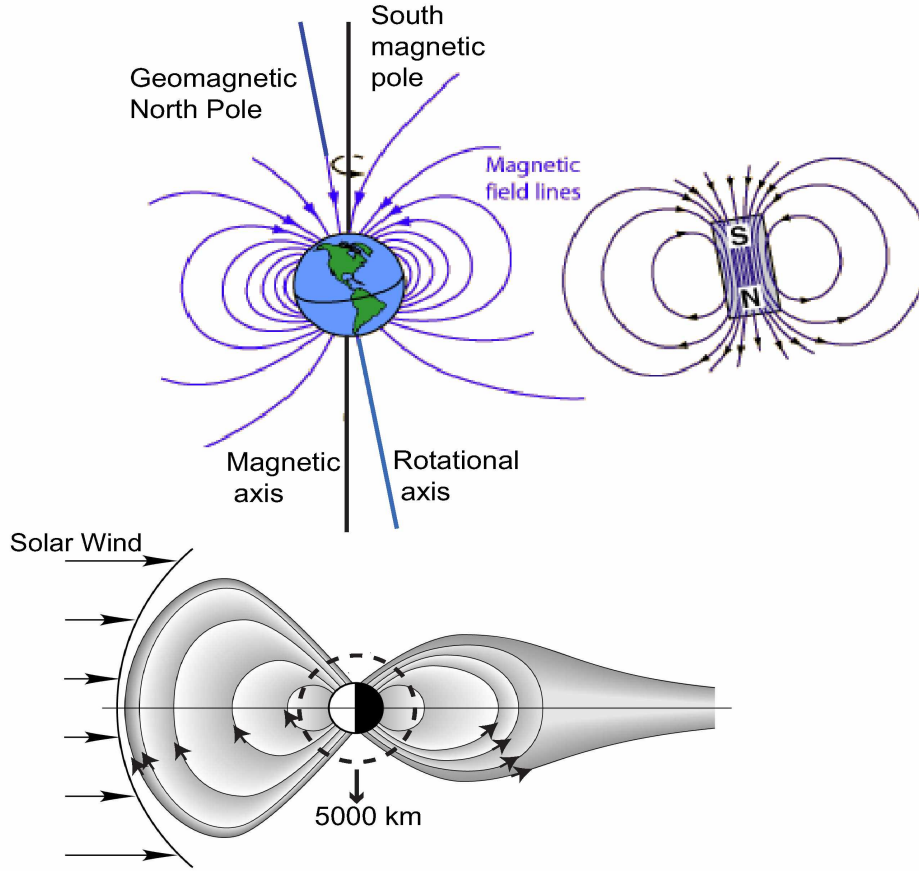 South
magnetic
pole
Geomagnetic
North Pole
Magnetic
field lines
S
N
Magnetic
axis
Rotational
axis
Solar Wind
5000 km